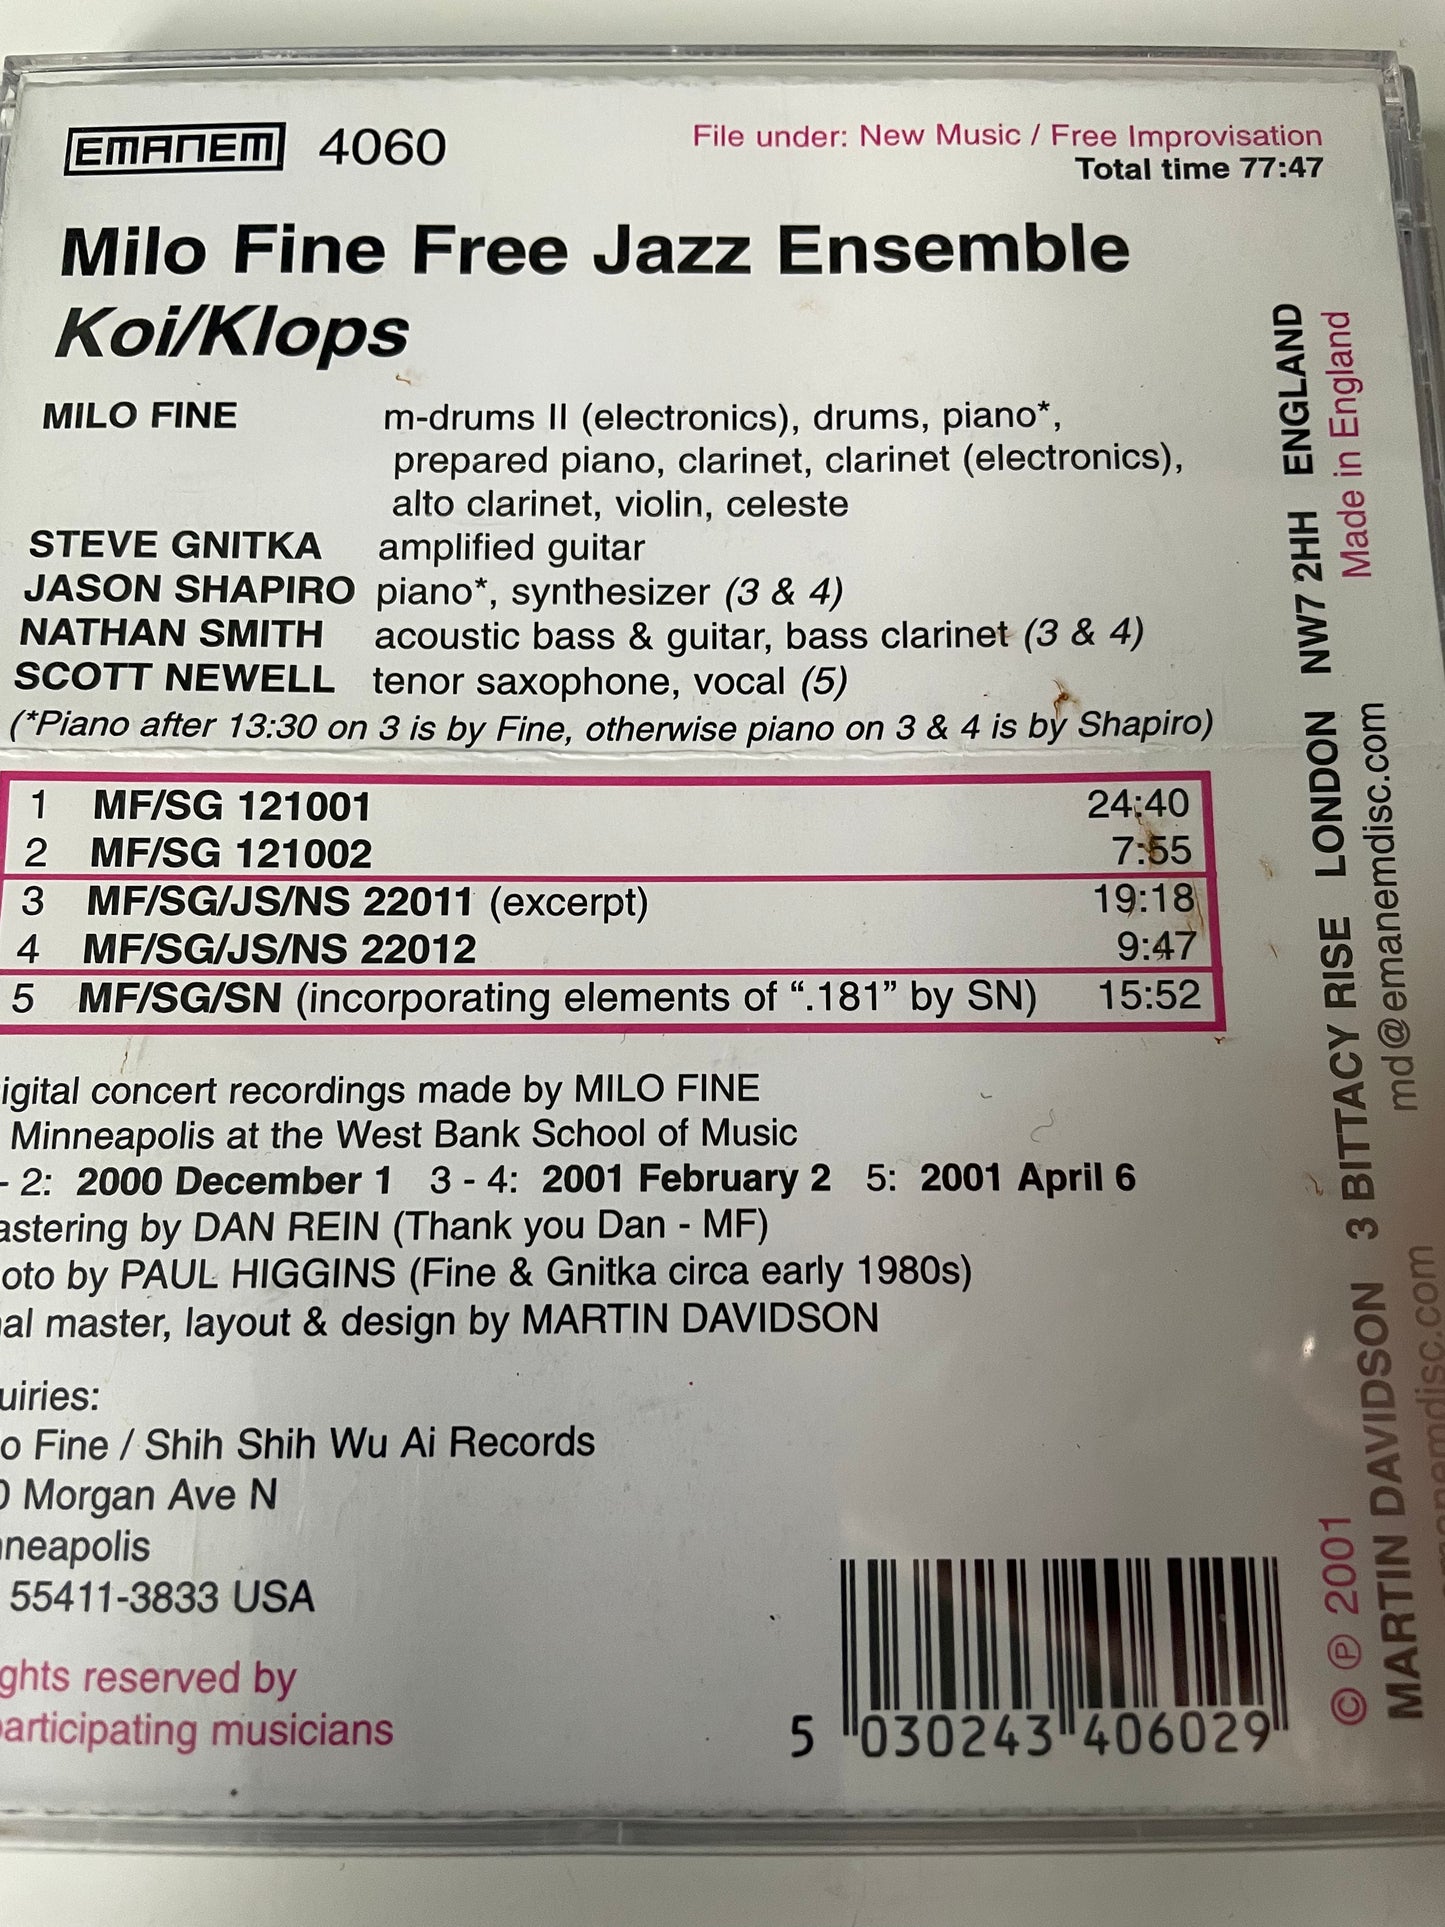 EMANEM 4060
File under: New Music / Free Improvisation
Total time 77:47
Milo Fine Free Jazz Ensemble
Koi/Klops
MILO FINE m-drums II (electronics), drums, piano*,
prepared piano, clarinet, clarinet (electronics),
alto clarinet, violin, celeste
STEVE GNITKA amplified guitar
JASON SHAPIRO piano*, synthesizer (3 & 4)
NATHAN SMITH acoustic bass & guitar, bass clarinet (3 & 4)
SCOTT NEWELL tenor saxophone, vocal (5)
(*Piano after 13:30 on 3 is by Fine, otherwise piano on 3 & 4 is by Shapiro)
1 MF/SG 121001 24:40
2 MF/SG 121002 7:55
3 MF/SG/JS/NS 22011 (excerpt) 19:18
4 MF/SG/JS/NS 22012 9:47
5 MF/SG/SN (incorporating elements of “.181” by SN) 15:52
igital concert recordings made by MILO FINE
Minneapolis at the West Bank School of Music
- 2: 2000 December 1 3 - 4: 2001 February 2 5: 2001 April 6
astering by DAN REIN (Thank you Dan - MF)
oto by PAUL HIGGINS (Fine & Gnitka circa early 1980s)
al master, layout & design by MARTIN DAVIDSON
uiries:
o Fine / Shih Shih Wu Ai Records
0 Morgan Ave N
neapolis
55411-3833 USA
ghts reserved by
articipating musicians
5 030243 406029
© ℗ 2001 Made in England
MARTIN DAVIDSON 3 BITTACY RISE LONDON NW7 2HH ENGLAND
md@emanemdisc.com